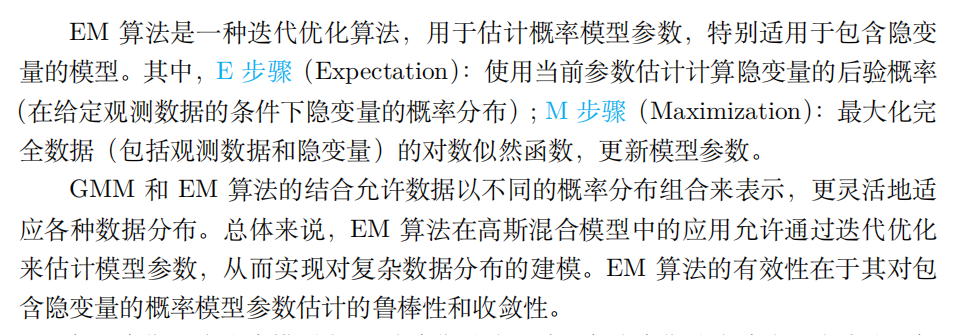 EM 算法是一种迭代优化算法，用于估计概率模型参数，特别适用于包含隐变
量的模型。其中，E 步骤（Expectation）：使用当前参数估计计算隐变量的后验概率
（在给定观测数据的条件下隐变量的概率分布）; M 步骤（Maximization）：最大化完
全数据（包括观测数据和隐变量）的对数似然函数，更新模型参数。
GMM 和 EM 算法的结合允许数据以不同的概率分布组合来表示，更灵活地适
应各种数据分布。总体来说，EM 算法在高斯混合模型中的应用允许通过迭代优化
来估计模型参数，从而实现对复杂数据分布的建模。EM 算法的有效性在于其对包
含隐变量的概率模型参数估计的鲁棒性和收敛性。